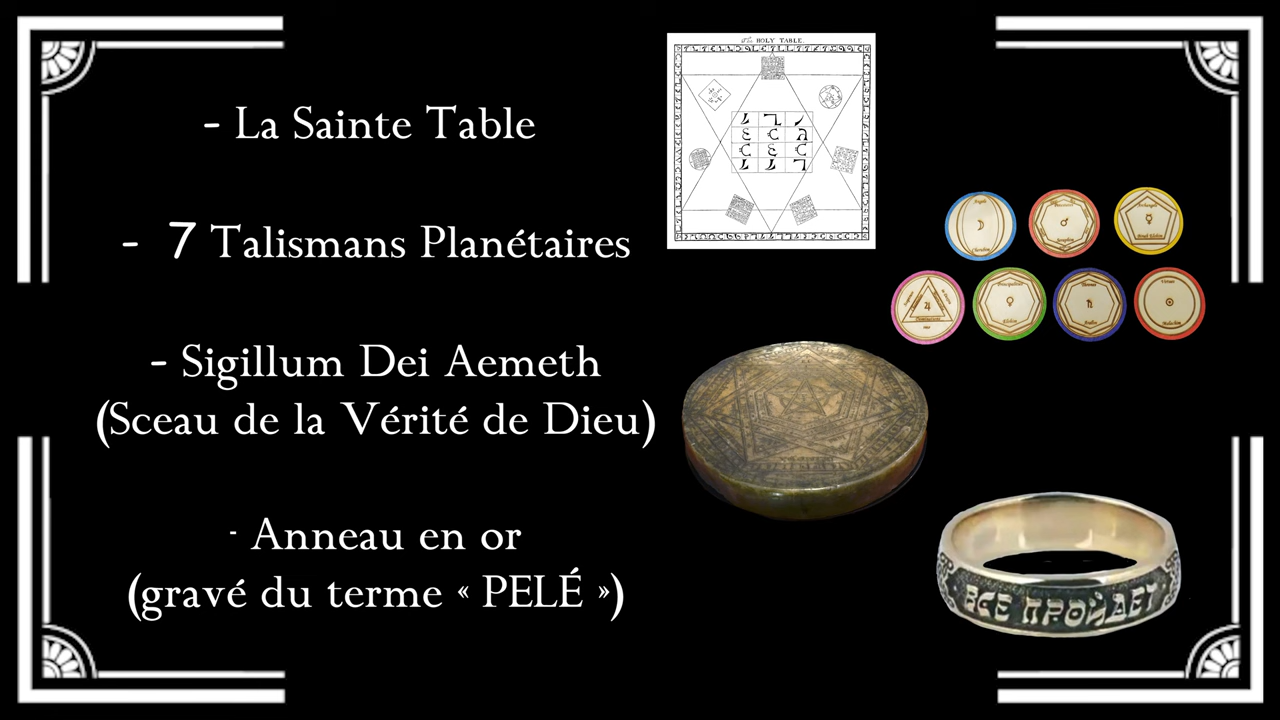 - La Sainte Table
- 7 Talismans Planétaires
- Sigillum Dei Aemeth
(Sceau de la Vérité de Dieu)
- Anneau en or
(gravé du terme « PELÉ »)
The HOLY TABLE.
ВСЕ ПРОЙДЕТ